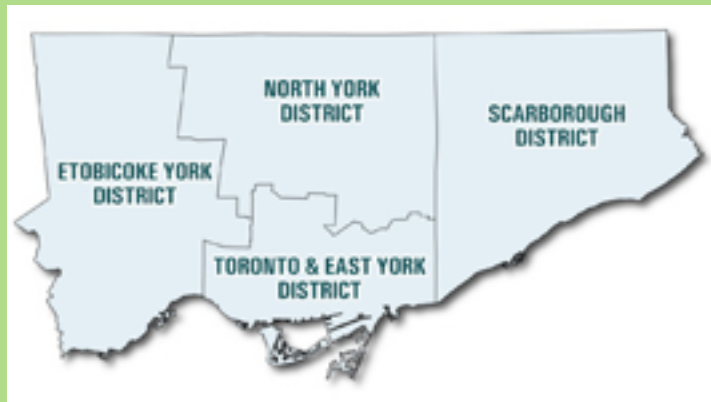 NORTH YORK
DISTRICT
SCARBOROUGH
DISTRICT
ETOBICOKE YORK
DISTRICT
TORONTO & EAST YORK
DISTRICT